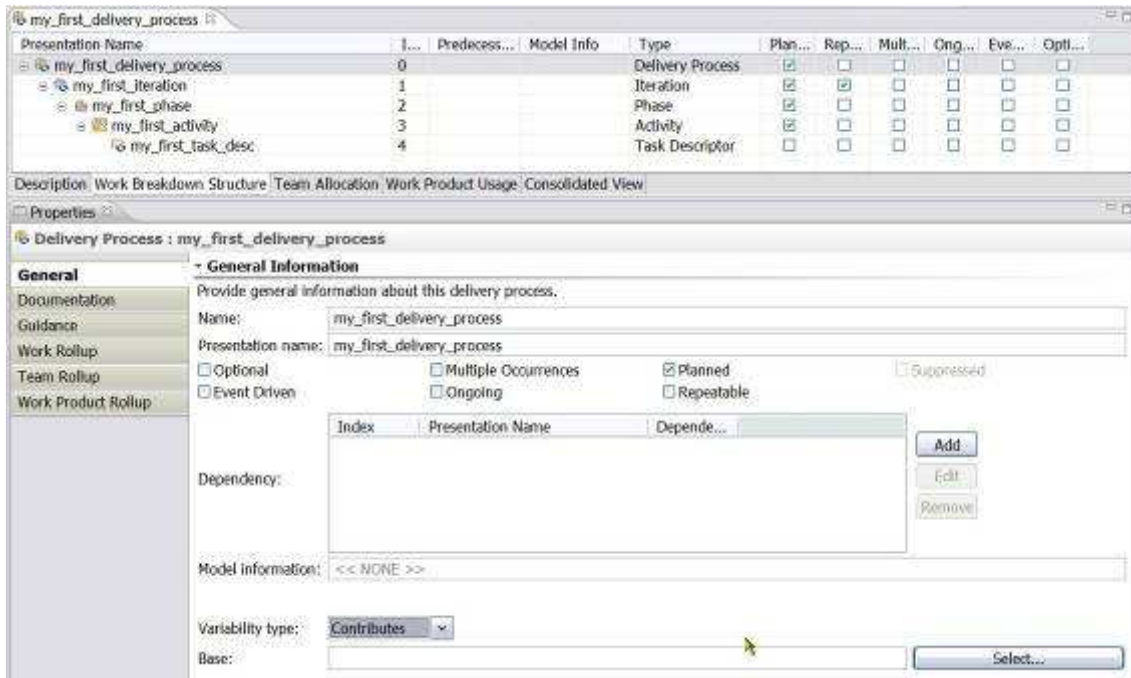 my_first_delivery_process
Presentation Name I... Predecess... Model Info Type Plan... Rep... Mult... Ong... Eve... Opti...
my_first_delivery_process 0 Delivery Process
my_first_iteration 1 Iteration
my_first_phase 2 Phase
my_first_activity 3 Activity
my_first_task_desc 4 Task Descriptor
Description Work Breakdown Structure Team Allocation Work Product Usage Consolidated View
Properties
Delivery Process : my_first_delivery_process
General
Documentation
Guidance
Work Rollup
Team Rollup
Work Product Rollup
General Information
Provide general information about this delivery process.
Name: my_first_delivery_process
Presentation name: my_first_delivery_process
Optional Multiple Occurrences Planned Suppressed
Event Driven Ongoing Repeatable
Index Presentation Name Depende...
Dependency:
Add
Edit
Remove
Model information: << NONE >>
Variability type: Contributes
Base: Select...